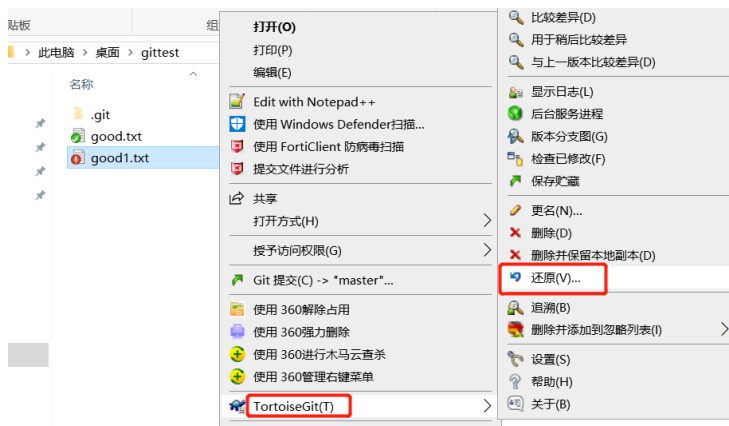 贴板
组
此电脑 > 桌面 > gittest
名称
.git
good.txt
good1.txt
打开(O)
打印(P)
编辑(E)
Edit with Notepad++
使用 Windows Defender扫描...
使用 FortiClient 防病毒扫描
提交文件进行分析
共享
打开方式(H)
授予访问权限(G)
Git 提交(C) -> "master"...
使用 360解除占用
使用 360强力删除
使用 360进行木马云查杀
使用 360管理右键菜单
TortoiseGit(T)
比较差异(D)
用于稍后比较差异
与上一版本比较差异(D)
显示日志(L)
后台服务进程
版本分支图(G)
检查已修改(F)
保存贮藏
更名(N)...
删除(D)
删除并保留本地副本(D)
还原(V)...
追溯(B)
删除并添加到忽略列表(I)
设置(S)
帮助(H)
关于(B)